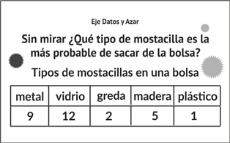 Eje Datos y Azar
Sin mirar ¿Qué tipo de mostacilla es la
más probable de sacar de la bolsa?
Tipos de mostacillas en una bolsa
metal vidrio greda madera plástico
9 12 2 5 1